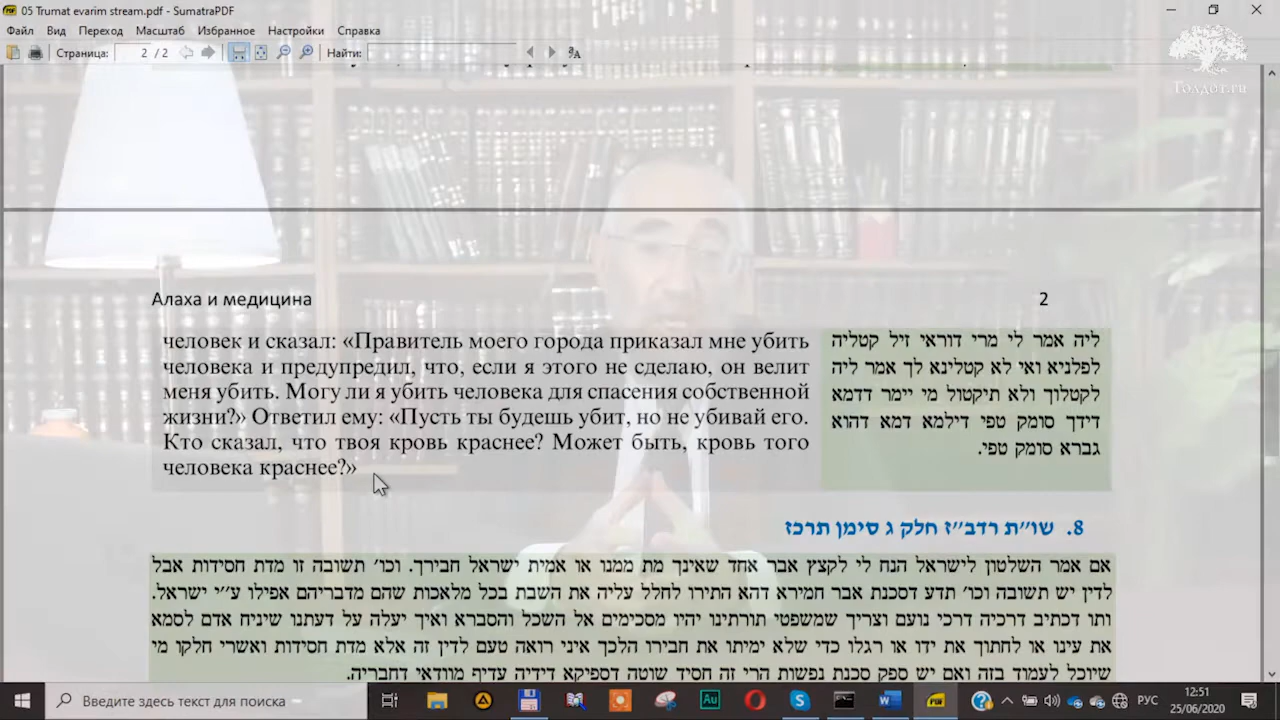 05 Trumat evarim stream.pdf - SumatraPDF
Файл Вид Переход Масштаб Избранное Настройки Справка
Страница: 2 / 2 Найти:
Толдот.ru
Алаха и медицина 2
человек и сказал: «Правитель моего города приказал мне убить
человека и предупредил, что, если я этого не сделаю, он велит
меня убить. Могу ли я убить человека для спасения собственной
жизни?» Ответил ему: «Пусть ты будешь убит, но не убивай его.
Кто сказал, что твоя кровь краснее? Может быть, кровь того
человека краснее?»
ליה אמר לי מרי דוראי זיל קטליה
לפלניא ואי לא קטלינא לך אמר ליה
לקטלוך ולא תיקטול מי יימר דדמא
דידך סומק טפי דילמא דמא דהוא
גברא סומק טפי.
8. שו״ת רדב״ז חלק ג סימן תרכז
אם אמר השלטון לישראל הנח לי לקצץ אבר אחד שאינך מת ממנו או אמית ישראל חבירך. וכו׳ תשובה זו מדת חסידות אבל
לדין יש תשובה וכו׳ תדע דסכנת אבר חמירא דהא התירו לחלל עליה את השבת בכל מלאכות שהם מדבריהם אפילו ע״י ישראל.
ותו דכתיב דרכיה דרכי נועם וצריך שמשפטי תורתינו יהיו מסכימים אל השכל והסברא ואיך יעלה על דעתנו שיניח אדם לסמא
את עינו או לחתוך את ידו או רגלו כדי שלא ימיתו את חבירו הלכך איני רואה טעם לדין זה אלא מדת חסידות ואשרי חלקו מי
שיוכל לעמוד בזה ואם יש ספק סכנת נפשות הרי זה חסיד שוטה דספיקא דידיה עדיף מוודאי דחבריה.
Введите здесь текст для поиска
РУС
12:51
25/06/2020